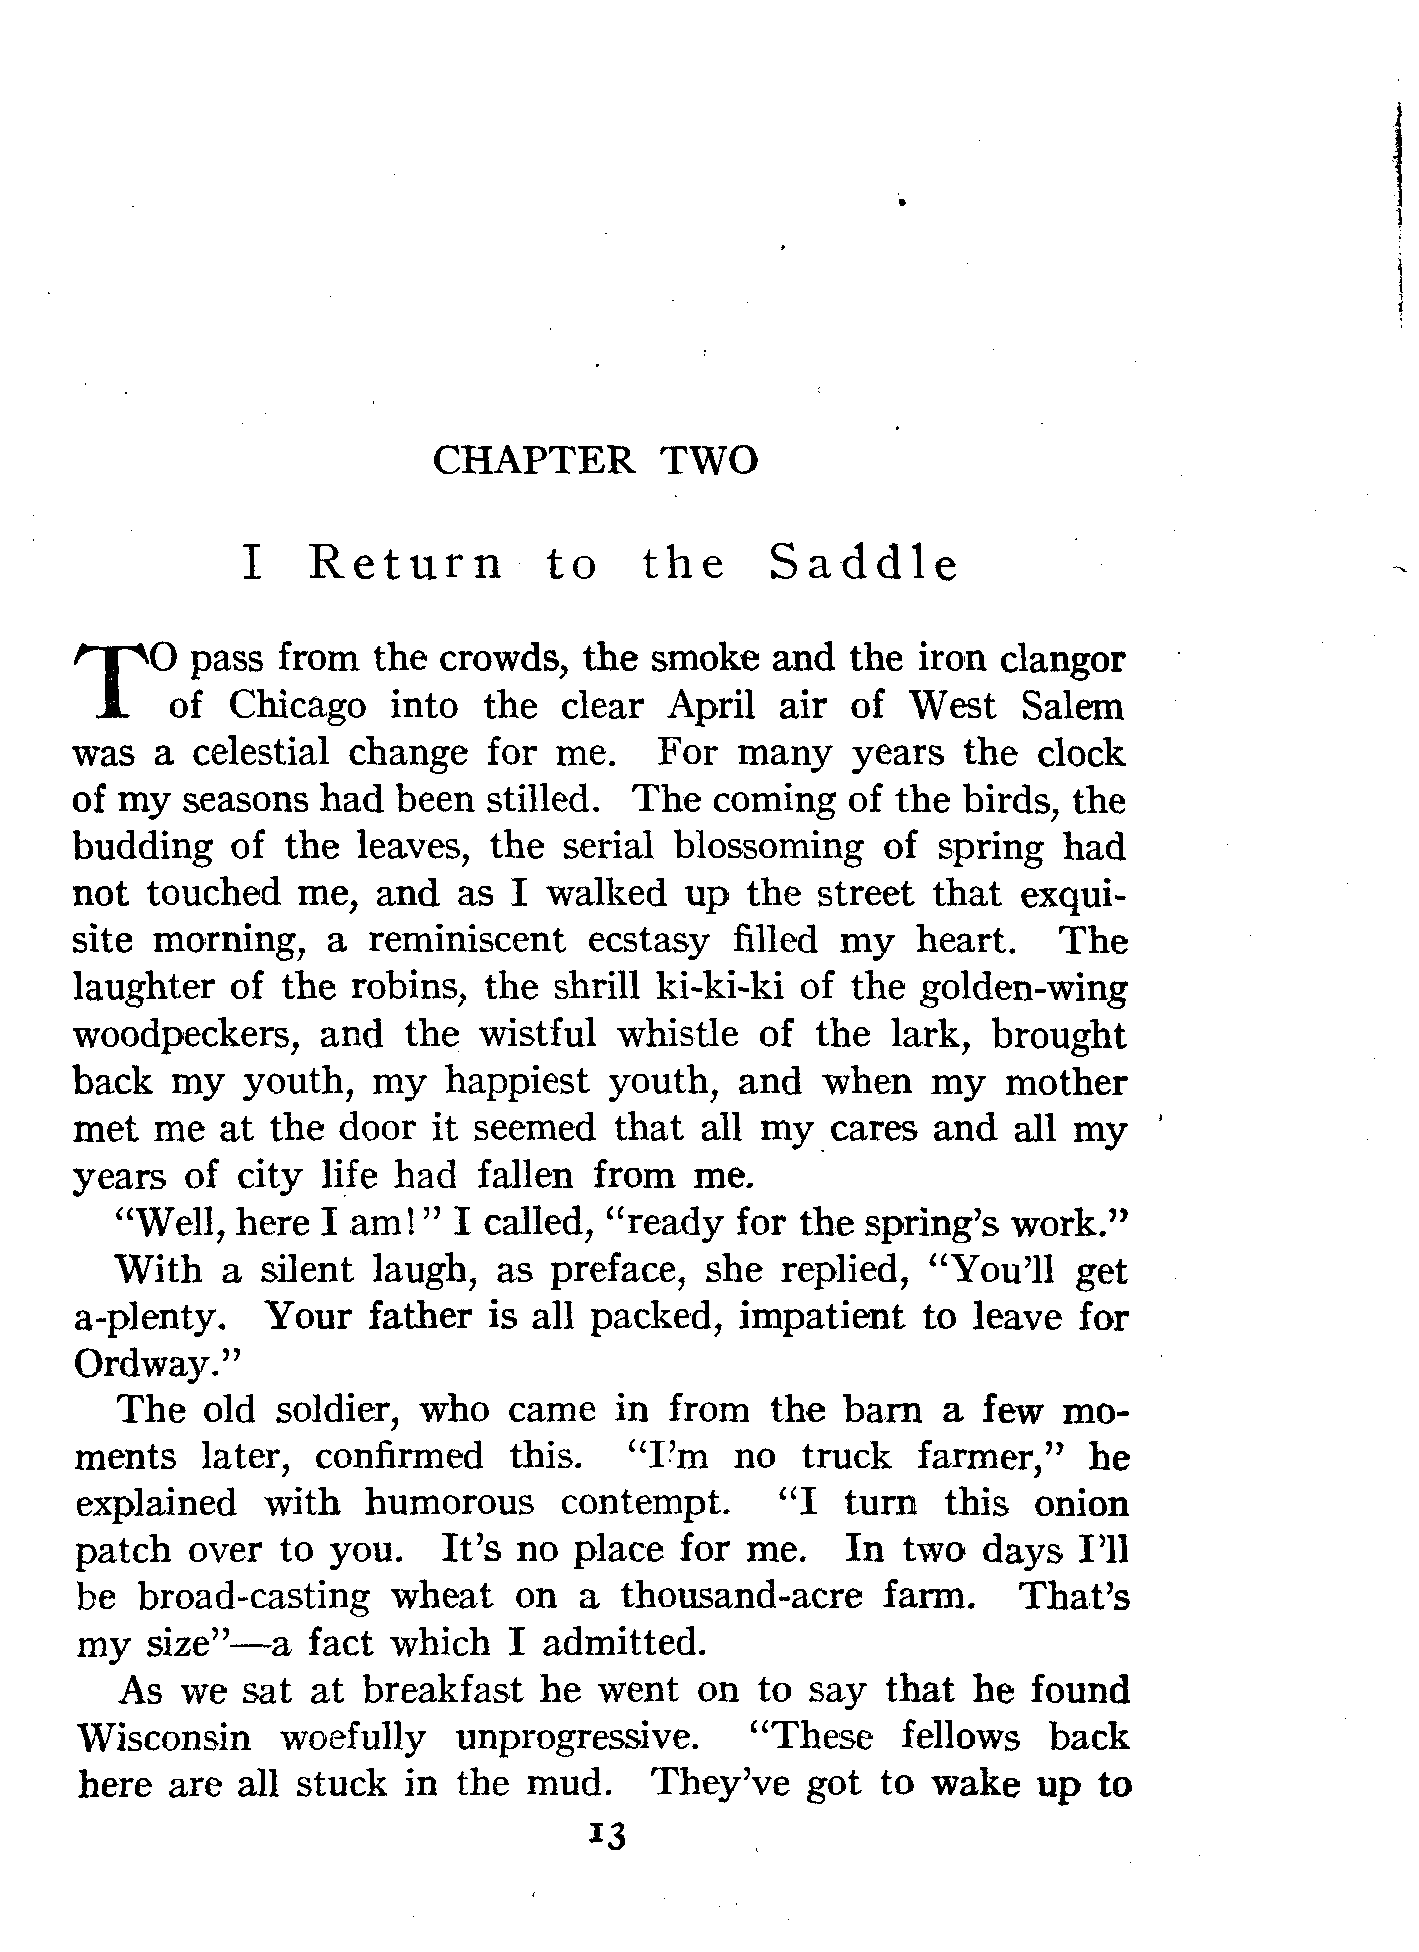 CHAPTER TWO
I Return to the Saddle
TO pass from the crowds, the smoke and the iron clangor
of Chicago into the clear April air of West Salem
was a celestial change for me. For many years the clock
of my seasons had been stilled. The coming of the birds, the
budding of the leaves, the serial blossoming of spring had
not touched me, and as I walked up the street that exqui-
site morning, a reminiscent ecstasy filled my heart. The
laughter of the robins, the shrill ki-ki-ki of the golden-wing
woodpeckers, and the wistful whistle of the lark, brought
back my youth, my happiest youth, and when my mother
met me at the door it seemed that all my cares and all my
years of city life had fallen from me.
“Well, here I am!” I called, “ready for the spring's work.”
With a silent laugh, as preface, she replied, “You'll get
a-plenty. Your father is all packed, impatient to leave for
Ordway.”
The old soldier, who came in from the barn a few mo-
ments later, confirmed this. “I'm no truck farmer,” he
explained with humorous contempt. “I turn this onion
patch over to you. It's no place for me. In two days I'll
be broad-casting wheat on a thousand-acre farm. That's
my size”—a fact which I admitted.
As we sat at breakfast he went on to say that he found
Wisconsin woefully unprogressive. “These fellows back
here are all stuck in the mud. They've got to wake up to
13